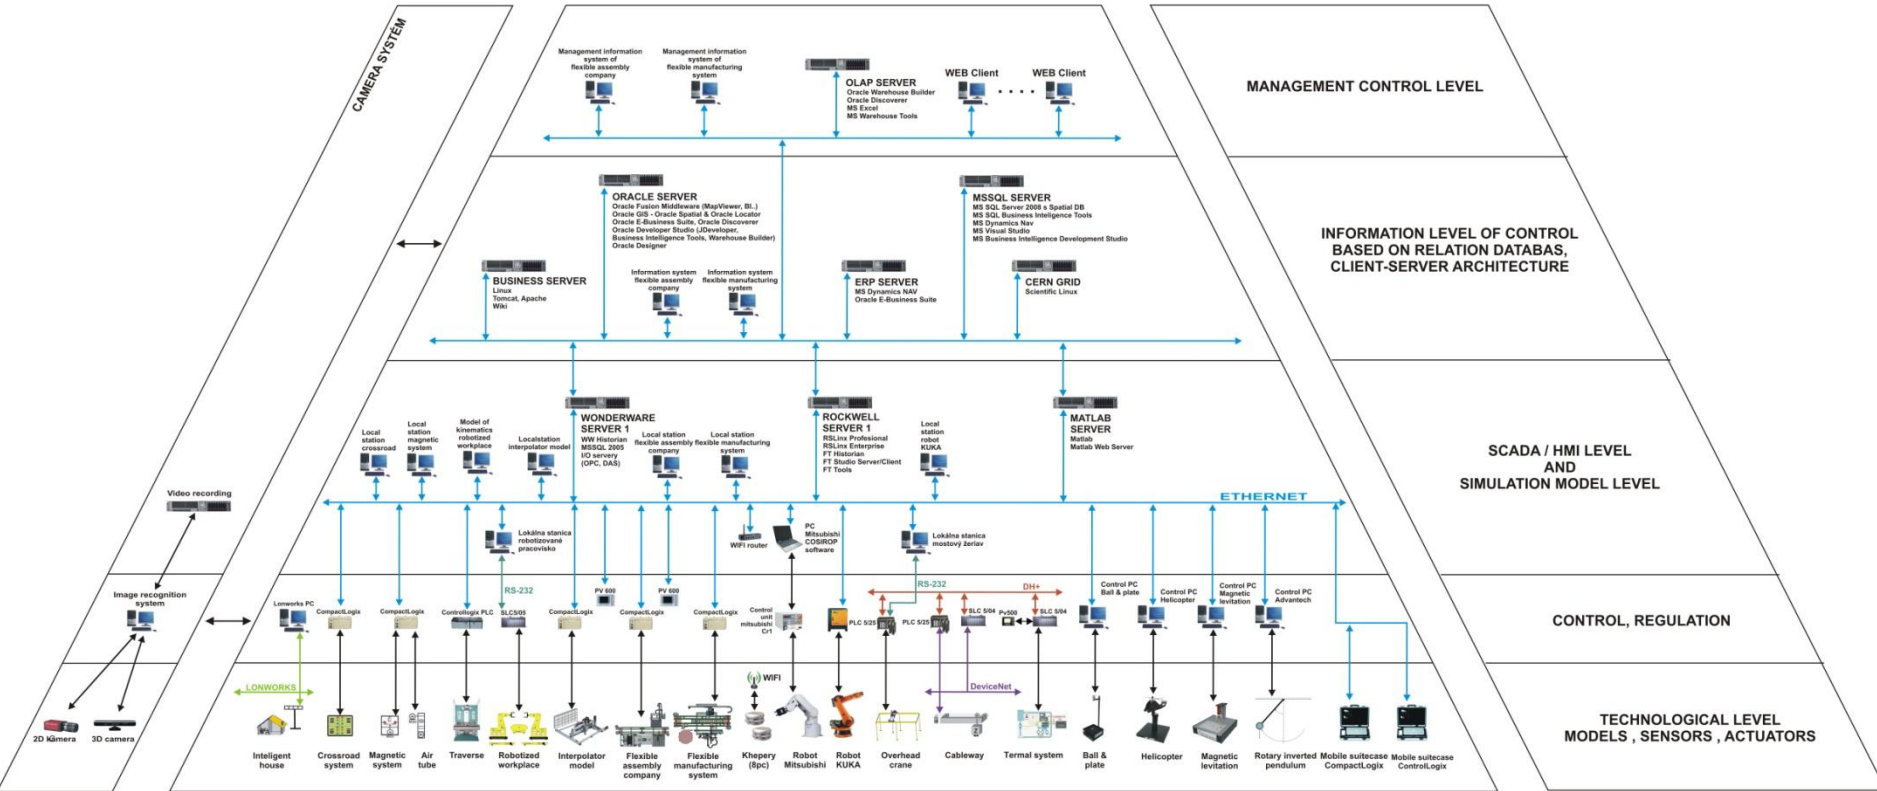 CAMERA SYSTÉM
Management information
system of
flexible assembly
company
Management information
system of
flexible manufacturing
system
OLAP SERVER
Oracle Warehouse Builder
Oracle Discoverer
MS Excel
MS Warehouse Tools
WEB Client
. . . .
WEB Client
MANAGEMENT CONTROL LEVEL
ORACLE SERVER
Oracle Fusion Middleware (MapViewer, BI..)
Oracle GIS - Oracle Spatial & Oracle Locator
Oracle E-Business Suite, Oracle Discoverer
Oracle Developer Studio (JDeveloper,
Business Intelligence Tools, Warehouse Builder)
Oracle Designer
MSSQL SERVER
MS SQL Server 2008 s Spatial DB
MS SQL Business Inteligence Tools
MS Dynamics Nav
MS Visual Studio
MS Business Intelligence Development Studio
BUSINESS SERVER
Linux
Tomcat, Apache
Wiki
Information system
flexible assembly
company
Information system
flexible manufacturing
system
ERP SERVER
MS Dynamics NAV
Oracle E-Business Suite
CERN GRID
Scientific Linux
INFORMATION LEVEL OF CONTROL
BASED ON RELATION DATABAS,
CLIENT-SERVER ARCHITECTURE
Local
station
crossroad
Local
station
magnetic
system
Model of
kinematics
robotized
workplace
Localstation
interpolator model
WONDERWARE
SERVER 1
WW Historian
MSSQL 2005
I/O servery
(OPC, DAS)
Local station
flexible assembly
company
Local station
flexible manufacturing
system
ROCKWELL
SERVER 1
RSLinx Profesional
RSLinx Enterprise
FT Historian
FT Studio Server/Client
FT Tools
Local
station
robot
KUKA
MATLAB
SERVER
Matlab
Matlab Web Server
ETHERNET
SCADA / HMI LEVEL
AND
SIMULATION MODEL LEVEL
Video recording
Lokálna stanica
robotizované
pracovisko
WIFI router
PC
Mitsubishi
COSIROP
software
Lokálna stanica
mostový žeriav
Image recognition
system
Lonworks PC
CompactLogix
CompactLogix
Controllogix PLC
SLC5/05
RS-232
CompactLogix
PV 600
CompactLogix
PV 600
CompactLogix
Control
unit
mitsubishi
Cr1
RS-232
DH+
PLC 5/25
PLC 5/25
SLC 5/04
Pv500
SLC 5/04
Control PC
Ball & plate
Control PC
Helicopter
Control PC
Magnetic
levitation
Control PC
Advantech
CONTROL, REGULATION
LONWORKS
WIFI
DeviceNet
2D kamera
3D camera
Inteligent
house
Crossroad
system
Magnetic
system
Air
tube
Traverse
Robotized
workplace
Interpolator
model
Flexible
assembly
company
Flexible
manufacturing
system
Khepery
(8pc)
Robot
Mitsubishi
Robot
KUKA
Overhead
crane
Cableway
Termal system
Ball &
plate
Helicopter
Magnetic
levitation
Rotary inverted
pendulum
Mobile suitecase
CompactLogix
Mobile suitecase
ControlLogix
TECHNOLOGICAL LEVEL
MODELS , SENSORS , ACTUATORS